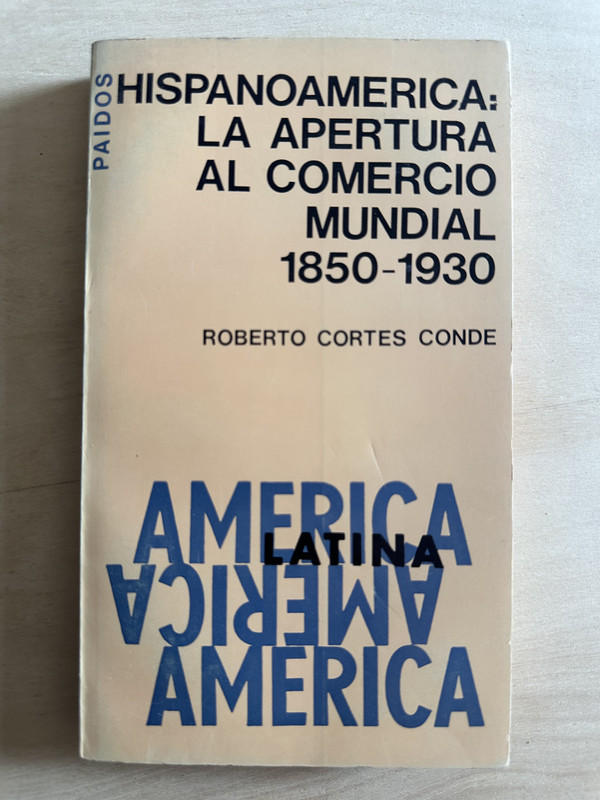 PAIDOS
HISPANOAMERICA:
LA APERTURA
AL COMERCIO
MUNDIAL
1850-1930
ROBERTO CORTES CONDE
AMERICA
LATINA
AMERICA
AMERICA